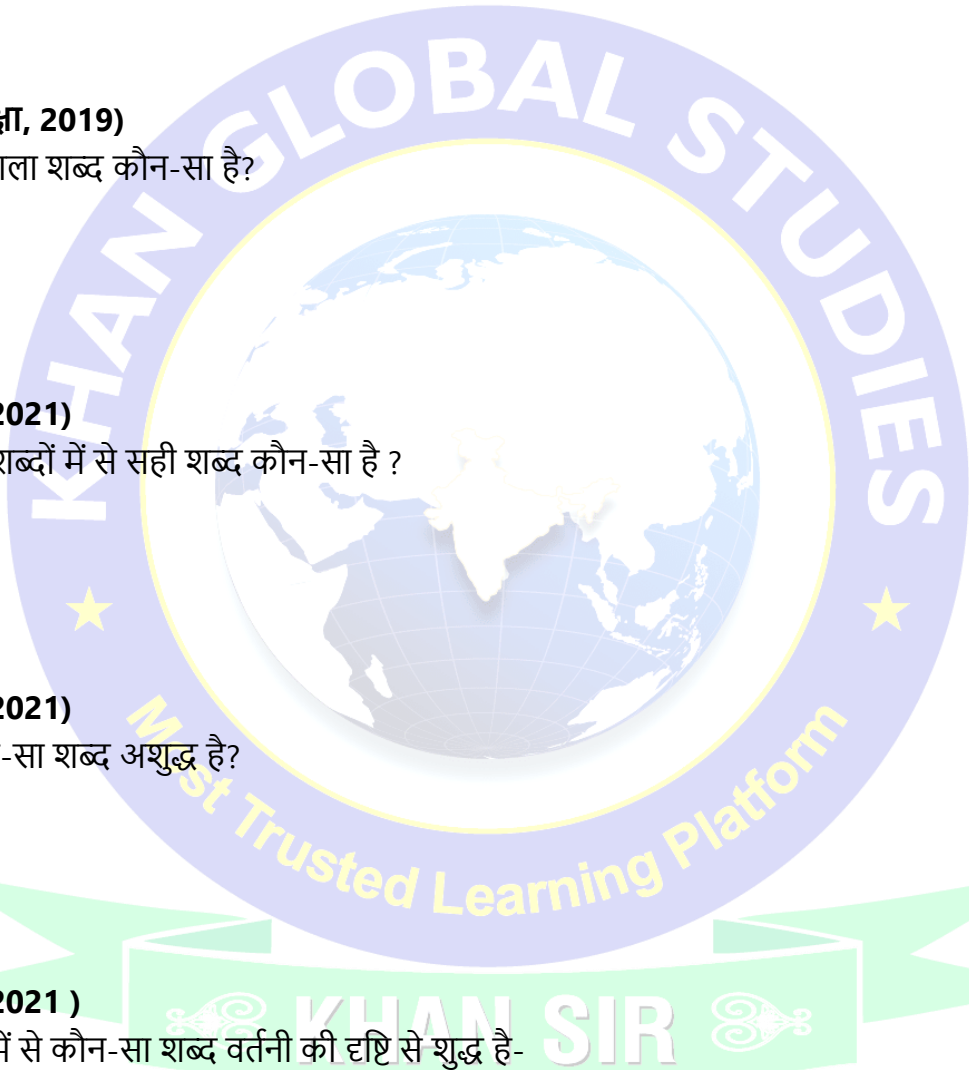 KHAN GLOBAL STUDIES
2019)
शब्द कौन-सा है?
2021)
शब्दों में से सही शब्द कौन-सा है ?
2021)
-सा शब्द अशुद्ध है?
Most Trusted Learning Platform
2021 )
में से कौन-सा शब्द वर्तनी की दृष्टि से शुद्ध है-
KHAN SIR